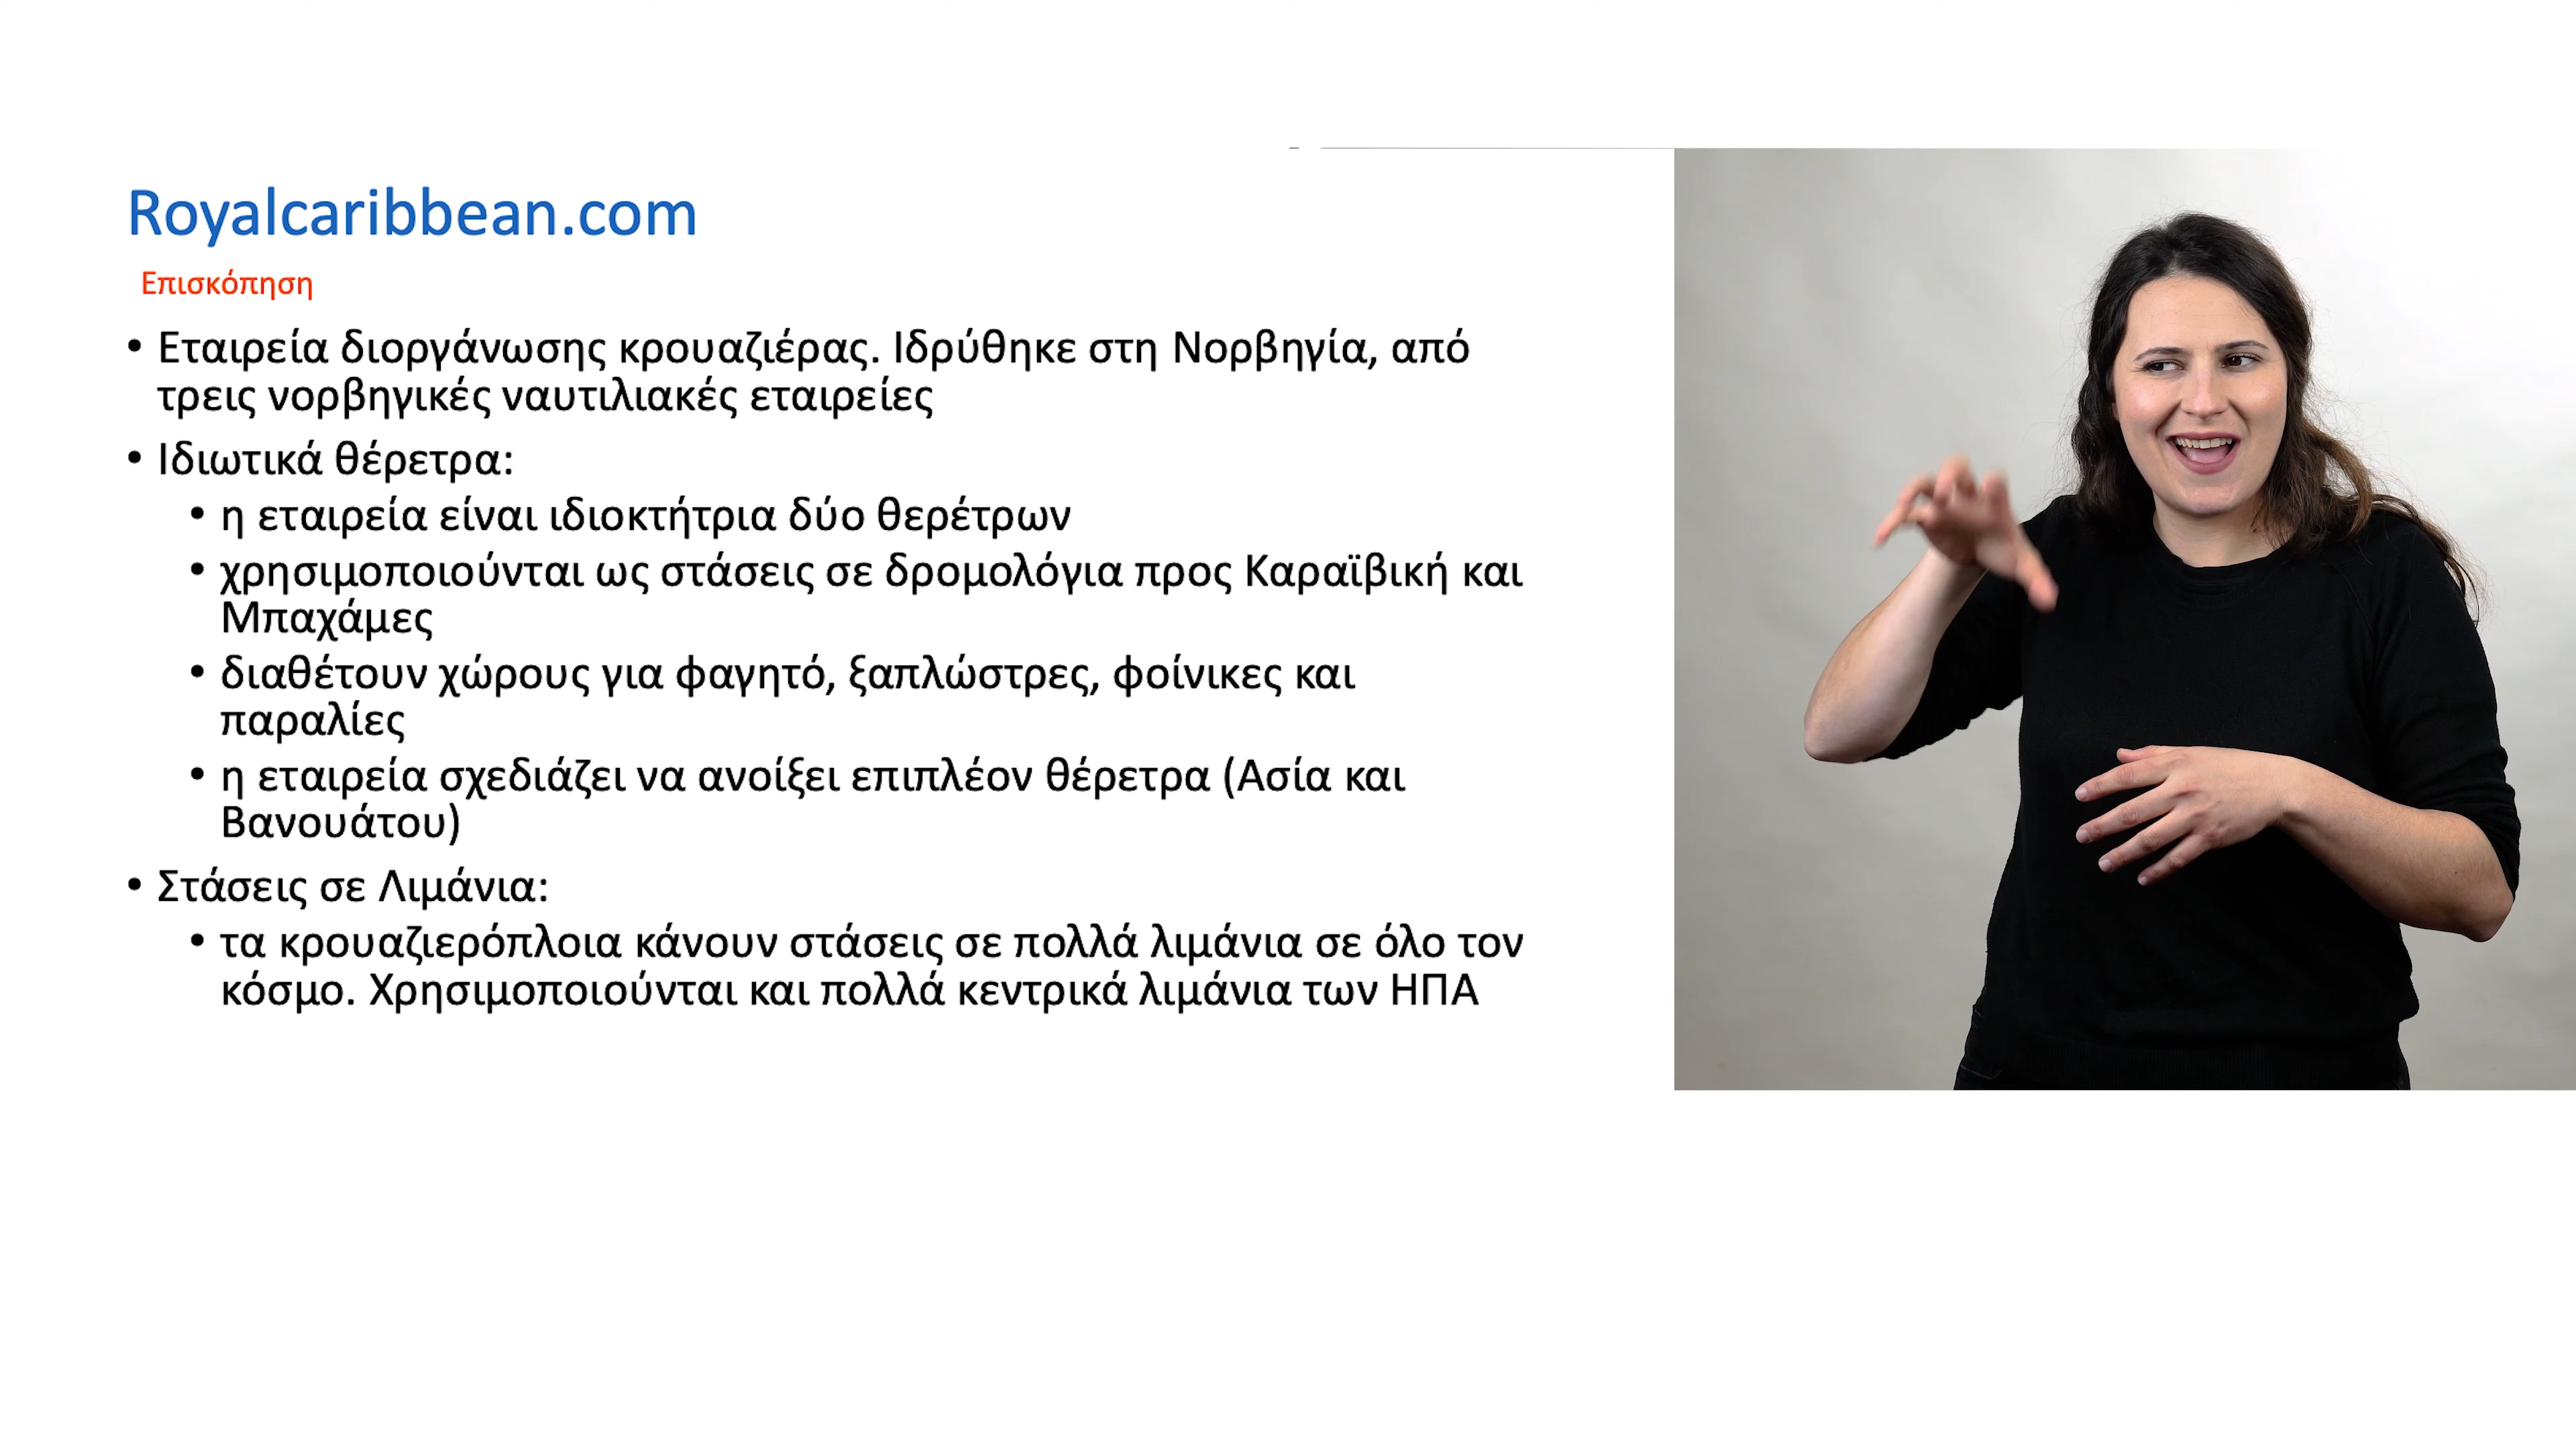 Royalcaribbean.com
Επισκόπηση
• Εταιρεία διοργάνωσης κρουαζιέρας. Ιδρύθηκε στη Νορβηγία, από
τρεις νορβηγικές ναυτιλιακές εταιρείες
• Ιδιωτικά θέρετρα:
• η εταιρεία είναι ιδιοκτήτρια δύο θερέτρων
• χρησιμοποιούνται ως στάσεις σε δρομολόγια προς Καραϊβική και
Μπαχάμες
• διαθέτουν χώρους για φαγητό, ξαπλώστρες, φοίνικες και
παραλίες
• η εταιρεία σχεδιάζει να ανοίξει επιπλέον θέρετρα (Ασία και
Βανουάτου)
• Στάσεις σε Λιμάνια:
• τα κρουαζιερόπλοια κάνουν στάσεις σε πολλά λιμάνια σε όλο τον
κόσμο. Χρησιμοποιούνται και πολλά κεντρικά λιμάνια των ΗΠΑ